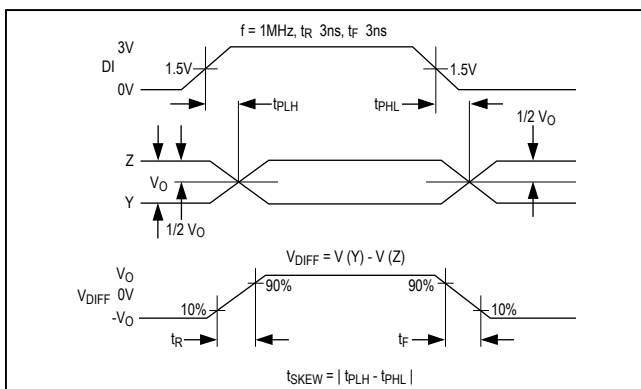 f = 1MHz, tR 3ns, tF 3ns
3V
DI
1.5V
1.5V
0V
tPLH
tPHL
1/2 VO
Z
VO
Y
1/2 VO
VDIFF = V (Y) - V (Z)
VO
VDIFF 0V
-VO
90%
90%
10%
10%
tR
tF
tSKEW = | tPLH - tPHL |